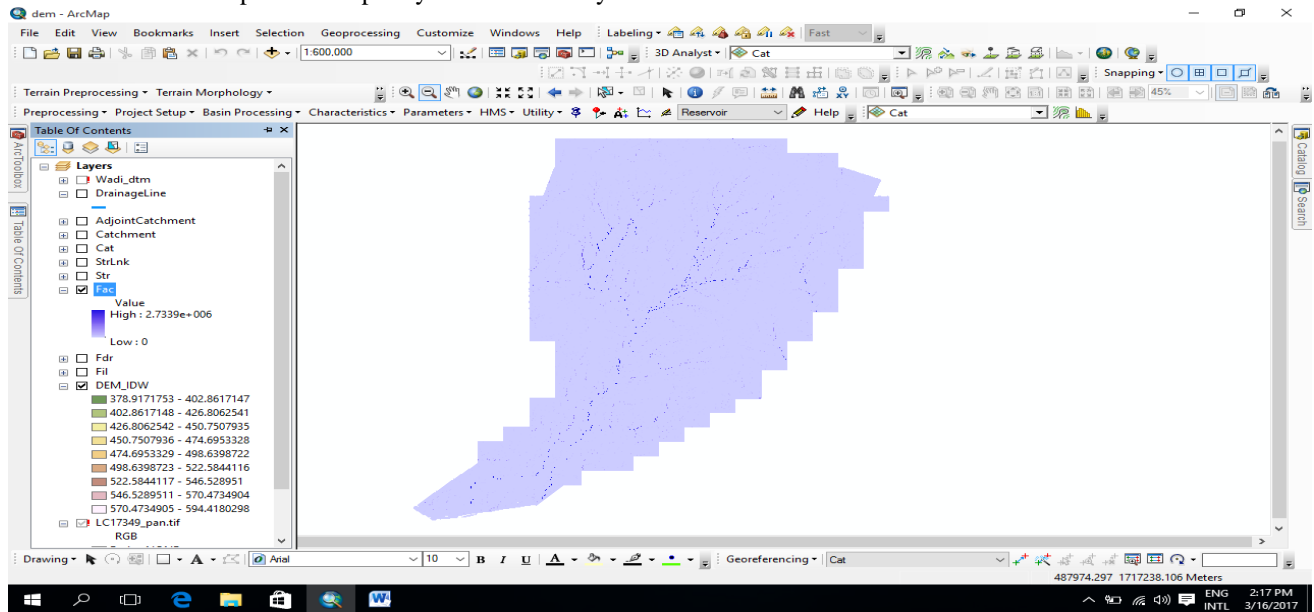 dem - ArcMap
File Edit View Bookmarks Insert Selection Geoprocessing Customize Windows Help Labeling Fast
1:600,000 3D Analyst Cat
Snapping
Terrain Preprocessing Terrain Morphology 45%
Preprocessing Project Setup Basin Processing Characteristics Parameters HMS Utility Reservoir Help Cat
Table Of Contents
ArcToolbox
Table Of Contents
Catalog
Search
Layers
Wadi_dtm
DrainageLine
AdjointCatchment
Catchment
Cat
StrLnk
Str
Fac
Value
High : 2.7339e+006
Low : 0
Fdr
Fil
DEM_IDW
378.9171753 - 402.8617147
402.8617148 - 426.8062541
426.8062542 - 450.7507935
450.7507936 - 474.6953328
474.6953329 - 498.6398722
498.6398723 - 522.5844116
522.5844117 - 546.528951
546.5289511 - 570.4734904
570.4734905 - 594.4180298
LC17349_pan.tif
RGB
Drawing A Arial 10 B I U A Georeferencing Cat
487974.297 1717238.106 Meters
ENG 2:17 PM
INTL 3/16/2017